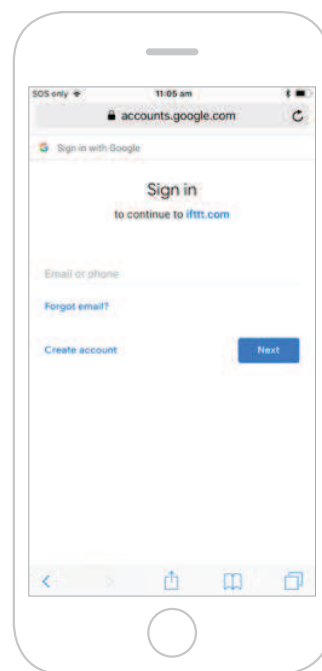 SOS only 11:05 am
accounts.google.com
Sign in with Google
Sign in
to continue to ifttt.com
Email or phone
Forgot email?
Create account Next